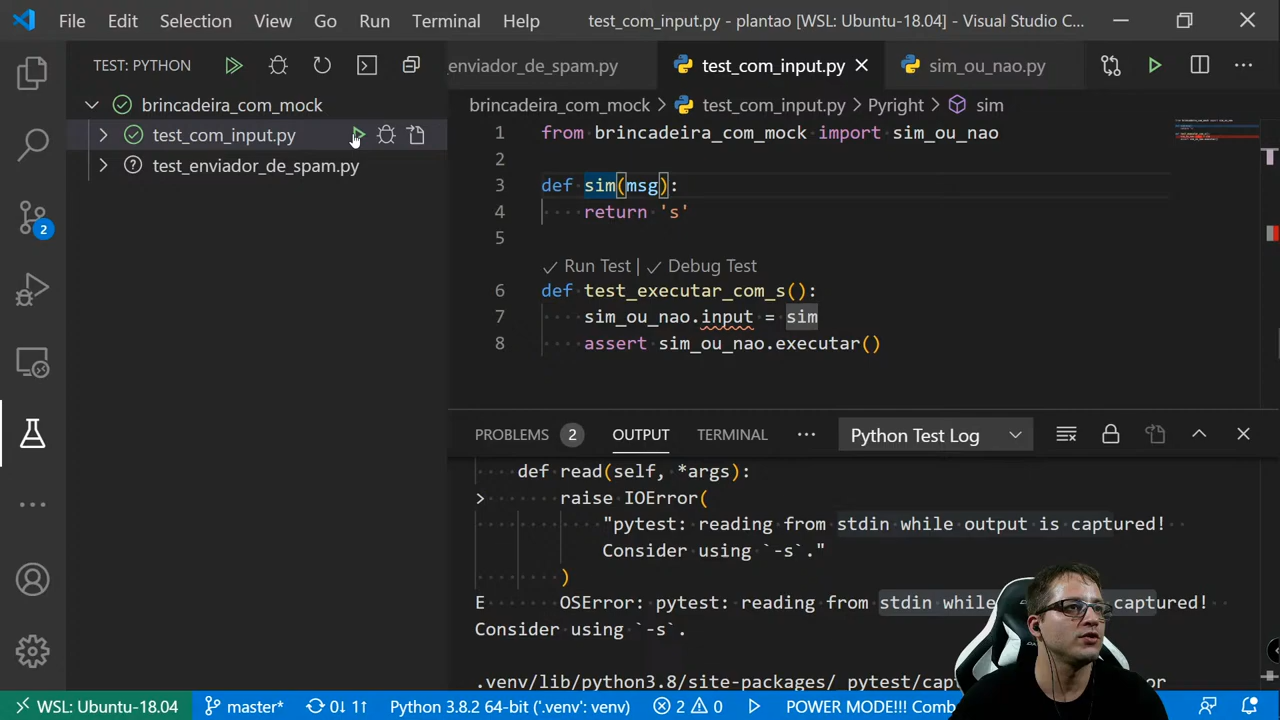 File Edit Selection View Go Run Terminal Help test_com_input.py - plantao [WSL: Ubuntu-18.04] - Visual Studio C...
TEST: PYTHON
brincadeira_com_mock
test_com_input.py
test_enviador_de_spam.py
2
enviador_de_spam.py test_com_input.py sim_ou_nao.py
brincadeira_com_mock > test_com_input.py > Pyright > sim
1 from brincadeira_com_mock import sim_ou_nao
2
3 def sim(msg):
4 return 's'
5
✓ Run Test | ✓ Debug Test
6 def test_executar_com_s():
7 sim_ou_nao.input = sim
8 assert sim_ou_nao.executar()
PROBLEMS 2 OUTPUT TERMINAL ... Python Test Log
def read(self, *args):
> raise IOError(
"pytest: reading from stdin while output is captured!
Consider using `-s`."
)
E OSError: pytest: reading from stdin while captured!
Consider using `-s`.
.venv/lib/python3.8/site-packages/_pytest/
WSL: Ubuntu-18.04 master* 0↓ 1↑ Python 3.8.2 64-bit ('.venv': venv) 2 0 POWER MODE!!! Comb